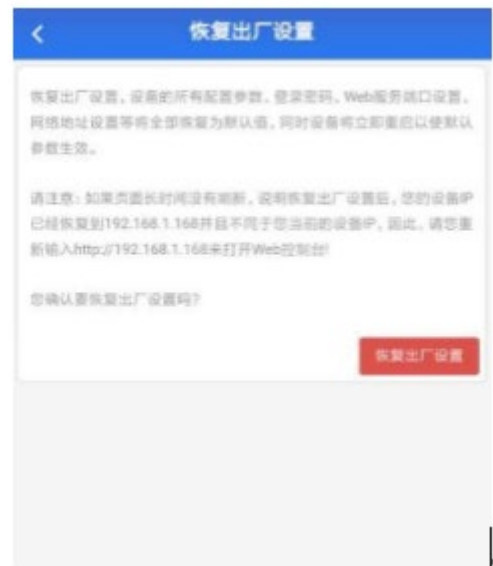 恢复出厂设置
恢复出厂设置，设备的所有配置参数、登录密码、Web服务端口设置、
网络地址设置等将全部恢复为默认值，同时设备将立即重启以使默认
参数生效。
请注意：如果页面长时间没有刷新，说明恢复出厂设置后，您的设备IP
已经恢复到192.168.1.168并且不同于您当前的设备IP，因此，请您重
新输入http://192.168.1.168来打开Web控制台!
您确认要恢复出厂设置吗?
恢复出厂设置